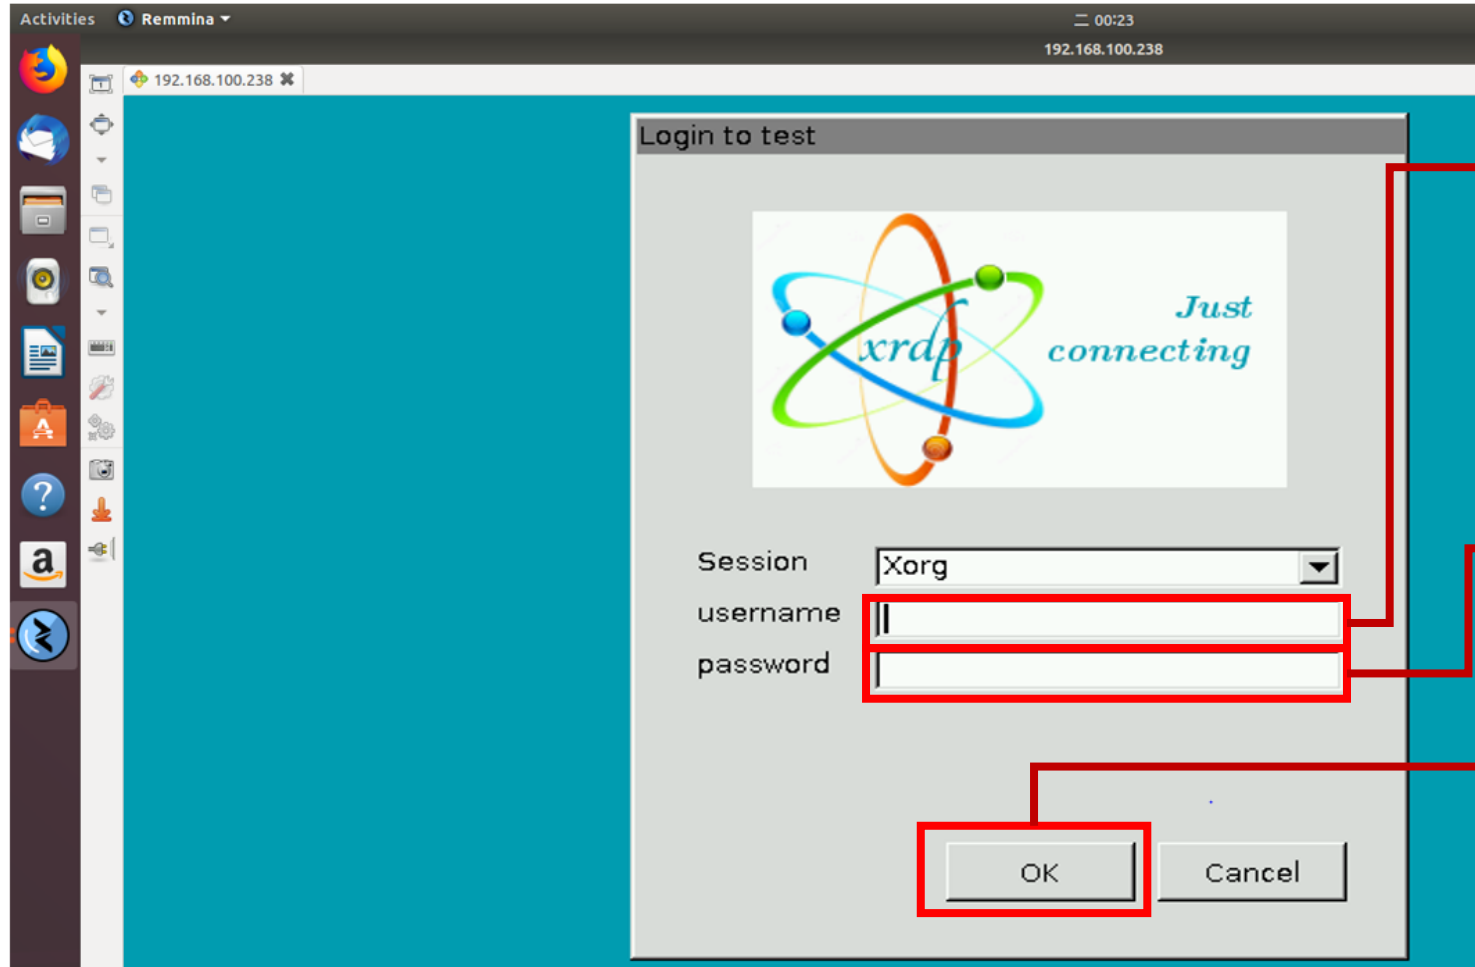 Activities Remmina 二 00:23
192.168.100.238
192.168.100.238
Login to test
xrdp
Just
connecting
Session Xorg
username
password
OK Cancel
a